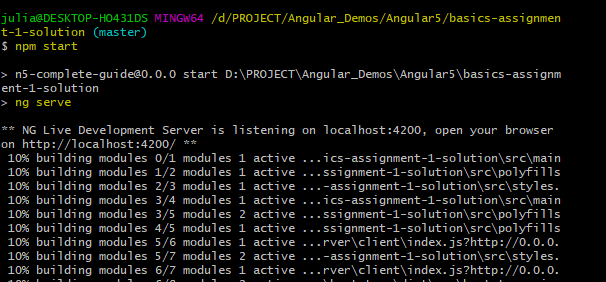 julia@DESKTOP-HO431DS MINGW64 /d/PROJECT/Angular_Demos/Angular5/basics-assignmen
t-1-solution (master)
$ npm start
> n5-complete-guide@0.0.0 start D:\PROJECT\Angular_Demos\Angular5\basics-assignm
ent-1-solution
> ng serve
** NG Live Development Server is listening on localhost:4200, open your browser
on http://localhost:4200/ **
10% building modules 0/1 modules 1 active ...ics-assignment-1-solution\src\main
10% building modules 1/2 modules 1 active ...ssignment-1-solution\src\polyfills
10% building modules 2/3 modules 1 active ...-assignment-1-solution\src\styles.
10% building modules 3/4 modules 1 active ...ics-assignment-1-solution\src\main
10% building modules 3/5 modules 2 active ...ssignment-1-solution\src\polyfills
10% building modules 4/5 modules 1 active ...ssignment-1-solution\src\polyfills
10% building modules 5/6 modules 1 active ...rver\client\index.js?http://0.0.0.
10% building modules 5/7 modules 2 active ...-assignment-1-solution\src\styles.
10% building modules 6/7 modules 1 active ...rver\client\index.js?http://0.0.0.